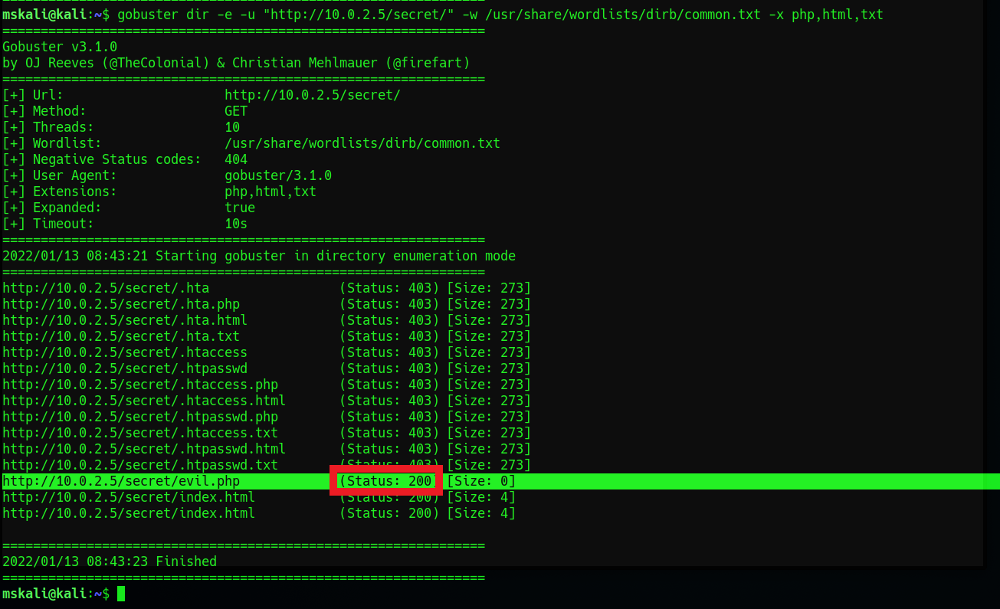 mskali@kali:~$ gobuster dir -e -u "http://10.0.2.5/secret/" -w /usr/share/wordlists/dirb/common.txt -x php,html,txt
===============================================================
Gobuster v3.1.0
by OJ Reeves (@TheColonial) & Christian Mehlmauer (@firefart)
===============================================================
[+] Url:                     http://10.0.2.5/secret/
[+] Method:                  GET
[+] Threads:                 10
[+] Wordlist:                /usr/share/wordlists/dirb/common.txt
[+] Negative Status codes:   404
[+] User Agent:              gobuster/3.1.0
[+] Extensions:              php,html,txt
[+] Expanded:                true
[+] Timeout:                 10s
===============================================================
2022/01/13 08:43:21 Starting gobuster in directory enumeration mode
===============================================================
http://10.0.2.5/secret/.hta                 (Status: 403) [Size: 273]
http://10.0.2.5/secret/.hta.php             (Status: 403) [Size: 273]
http://10.0.2.5/secret/.hta.html            (Status: 403) [Size: 273]
http://10.0.2.5/secret/.hta.txt             (Status: 403) [Size: 273]
http://10.0.2.5/secret/.htaccess            (Status: 403) [Size: 273]
http://10.0.2.5/secret/.htpasswd            (Status: 403) [Size: 273]
http://10.0.2.5/secret/.htaccess.php        (Status: 403) [Size: 273]
http://10.0.2.5/secret/.htaccess.html       (Status: 403) [Size: 273]
http://10.0.2.5/secret/.htpasswd.php        (Status: 403) [Size: 273]
http://10.0.2.5/secret/.htaccess.txt        (Status: 403) [Size: 273]
http://10.0.2.5/secret/.htpasswd.html       (Status: 403) [Size: 273]
http://10.0.2.5/secret/.htpasswd.txt        (Status: 403) [Size: 273]
http://10.0.2.5/secret/evil.php             (Status: 200) [Size: 0]
http://10.0.2.5/secret/index.html           (Status: 200) [Size: 4]
http://10.0.2.5/secret/index.html           (Status: 200) [Size: 4]
===============================================================
2022/01/13 08:43:23 Finished
===============================================================
mskali@kali:~$